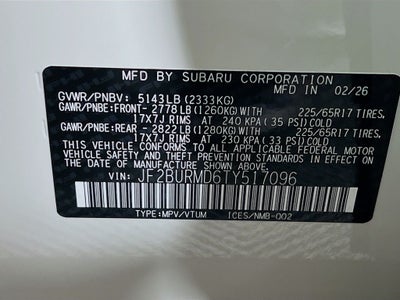 MFD BY SUBARU CORPORATION 02/26
GVWR/PNBV: 5143LB (2333KG)
GAWR/PNBE:FRONT- 2778 LB (1260KG) WITH 225/65R17 TIRES,
17X7J RIMS AT 240 KPA (35 PSI) COLD
GAWR/PNBE:REAR - 2822 LB (1280KG) WITH 225/65R17 TIRES,
17X7J RIMS AT 230 KPA (33 PSI) COLD
THIS VEHICLE CONFORMS TO ALL APPLICABLE FEDERAL MOTOR VEHICLE
SAFETY, BUMPER, AND THEFT PREVENTION STANDARDS IN EFFECT ON
THE DATE OF MANUFACTURE SHOWN ABOVE.
VIN: JF2BURMD6TY517096
TYPE:MPV/VTUM ICES/NMB-002